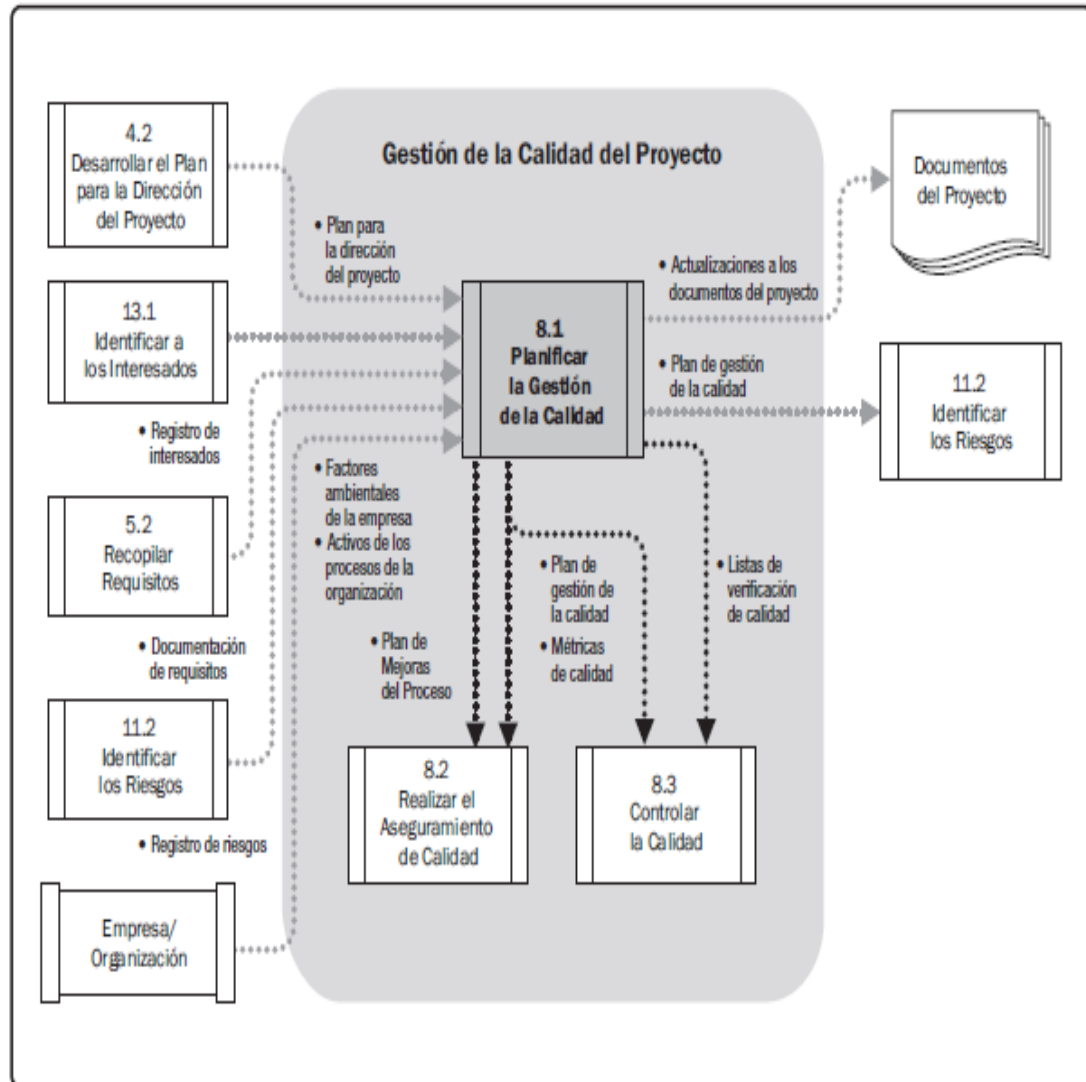 Gestión de la Calidad del Proyecto
4.2
Desarrollar el Plan
para la Dirección
del Proyecto
• Plan para
la dirección
del proyecto
13.1
Identificar a
los Interesados
• Registro de
interesados
5.2
Recopilar
Requisitos
• Documentación
de requisitos
11.2
Identificar
los Riesgos
• Registro de riesgos
Empresa/
Organización
• Factores
ambientales
de la empresa
• Activos de los
procesos de la
organización
8.1
Planificar
la Gestión
de la Calidad
• Actualizaciones a los
documentos del proyecto
Documentos
del Proyecto
• Plan de gestión
de la calidad
11.2
Identificar
los Riesgos
• Plan de
Mejoras
del Proceso
• Plan de
gestión de
la calidad
• Métricas
de calidad
• Listas de
verificación
de calidad
8.2
Realizar el
Aseguramiento
de Calidad
8.3
Controlar
la Calidad